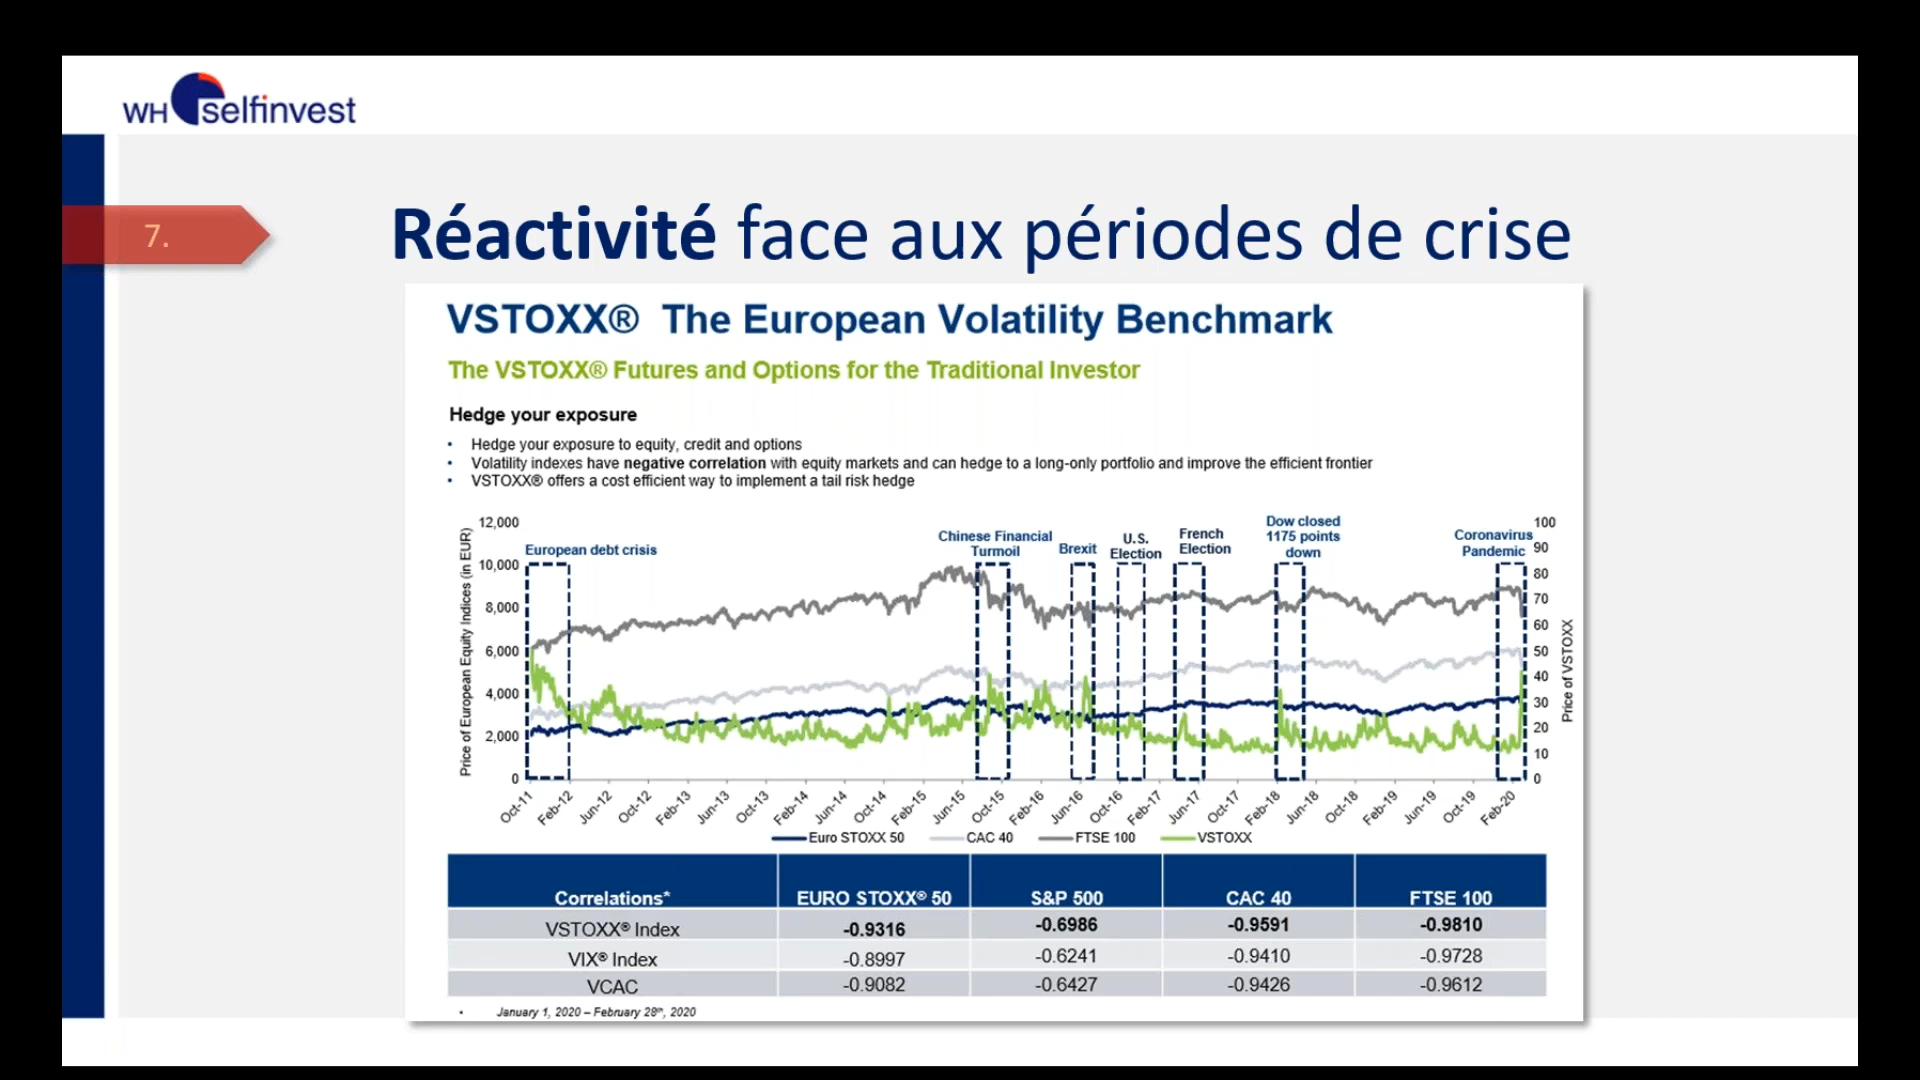 WH selfinvest
7.
Réactivité face aux périodes de crise
VSTOXX® The European Volatility Benchmark
The VSTOXX® Futures and Options for the Traditional Investor
Hedge your exposure
• Hedge your exposure to equity, credit and options
• Volatility indexes have negative correlation with equity markets and can hedge to a long-only portfolio and improve the efficient frontier
• VSTOXX® offers a cost efficient way to implement a tail risk hedge
Price of European Equity Indices (in EUR)
12,000
10,000
8,000
6,000
4,000
2,000
0
European debt crisis
Chinese Financial
Turmoil
Brexit
U.S.
Election
French
Election
Dow closed
1175 points
down
Coronavirus
Pandemic
100
90
80
70
60
50
40
30
20
10
0
Price of VSTOXX
Oct-11 Feb-12 Jun-12 Oct-12 Feb-13 Jun-13 Oct-13 Feb-14 Jun-14 Oct-14 Feb-15 Jun-15 Oct-15 Feb-16 Jun-16 Oct-16 Feb-17 Jun-17 Oct-17 Feb-18 Jun-18 Oct-18 Feb-19 Jun-19 Oct-19 Feb-20
Euro STOXX 50 CAC 40 FTSE 100 VSTOXX
Correlations* EURO STOXX® 50 S&P 500 CAC 40 FTSE 100
VSTOXX® Index -0.9316 -0.6986 -0.9591 -0.9810
VIX® Index -0.8997 -0.6241 -0.9410 -0.9728
VCAC -0.9082 -0.6427 -0.9426 -0.9612
• January 1, 2020 – February 28th, 2020